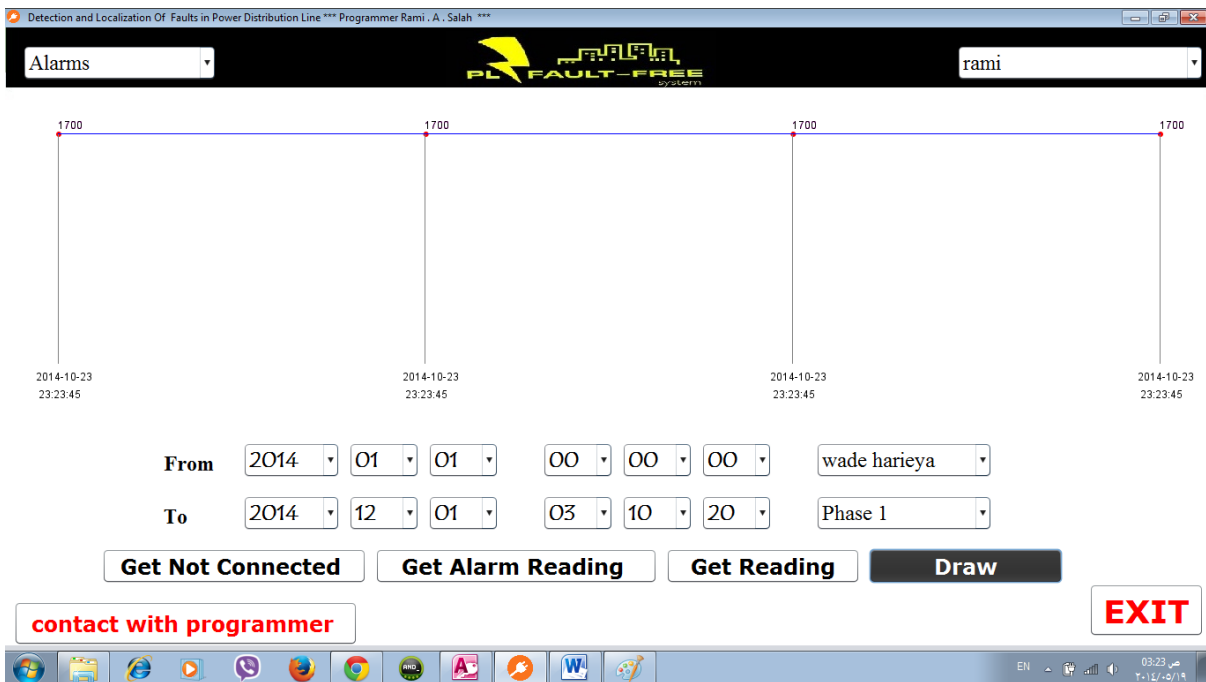 Detection and Localization Of Faults in Power Distribution Line *** Programmer Rami . A . Salah ***
Alarms
PL FAULT-FREE
system
rami
1700 1700 1700 1700
2014-10-23 2014-10-23 2014-10-23 2014-10-23
23:23:45 23:23:45 23:23:45 23:23:45
From 2014 01 01 00 00 00 wade harieya
To 2014 12 01 03 10 20 Phase 1
Get Not Connected Get Alarm Reading Get Reading Draw
contact with programmer
EXIT
EN
03:23 ص
٢٠١٤/٠٥/١٩